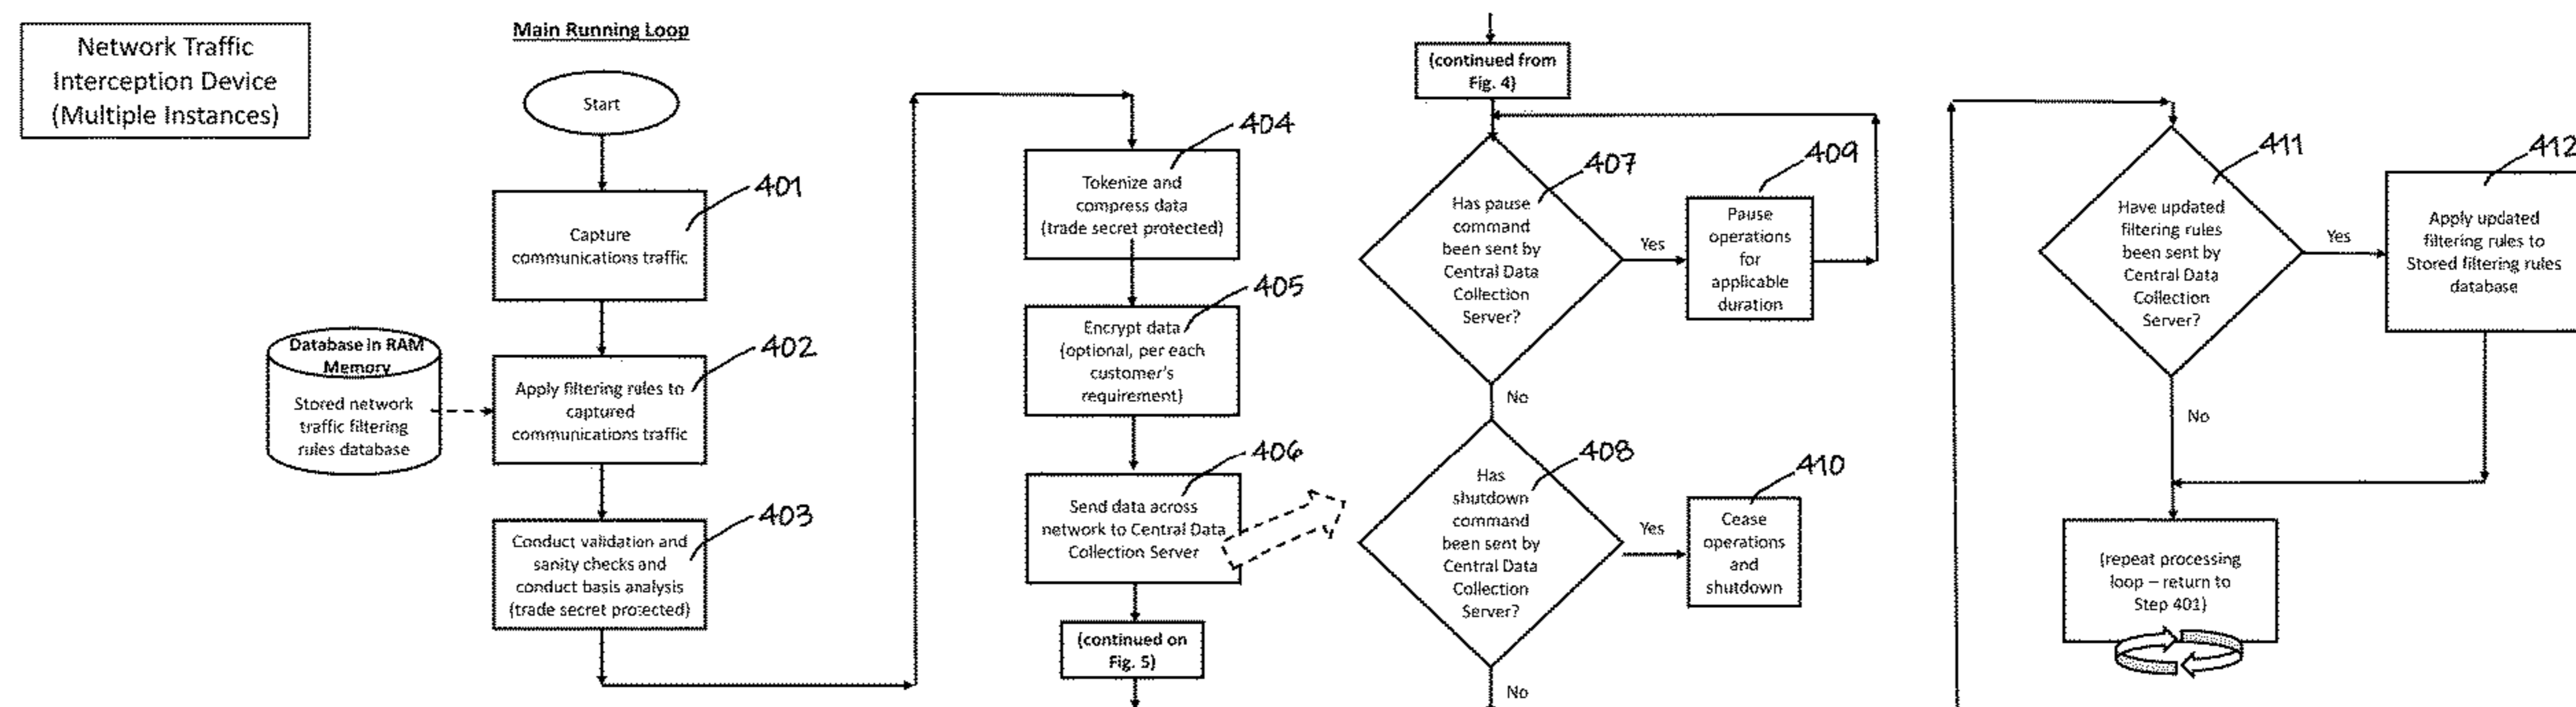 Network Traffic
Interception Device
(Multiple Instances)
Main Running Loop
Start
401
Capture
communications traffic
Database in RAM
Memory
Stored network
traffic filtering
rules database
402
Apply filtering rules to
captured
communications traffic
403
Conduct validation and
sanity checks and
conduct basis analysis
(trade secret protected)
404
Tokenize and
compress data
(trade secret protected)
405
Encrypt data
(optional, per each
customer's
requirement)
406
Send data across
network to Central Data
Collection Server
(continued on
Fig. 5)
(continued from
Fig. 4)
407
Has pause
command
been sent by
Central Data
Collection
Server?
Yes
409
Pause
operations
for
applicable
duration
No
408
Has
shutdown
command
been sent by
Central Data
Collection
Server?
Yes
410
Cease
operations
and
shutdown
No
411
Have updated
filtering rules
been sent by
Central Data
Collection
Server?
Yes
412
Apply updated
filtering rules to
Stored filtering rules
database
No
(repeat processing
loop – return to
Step 401)